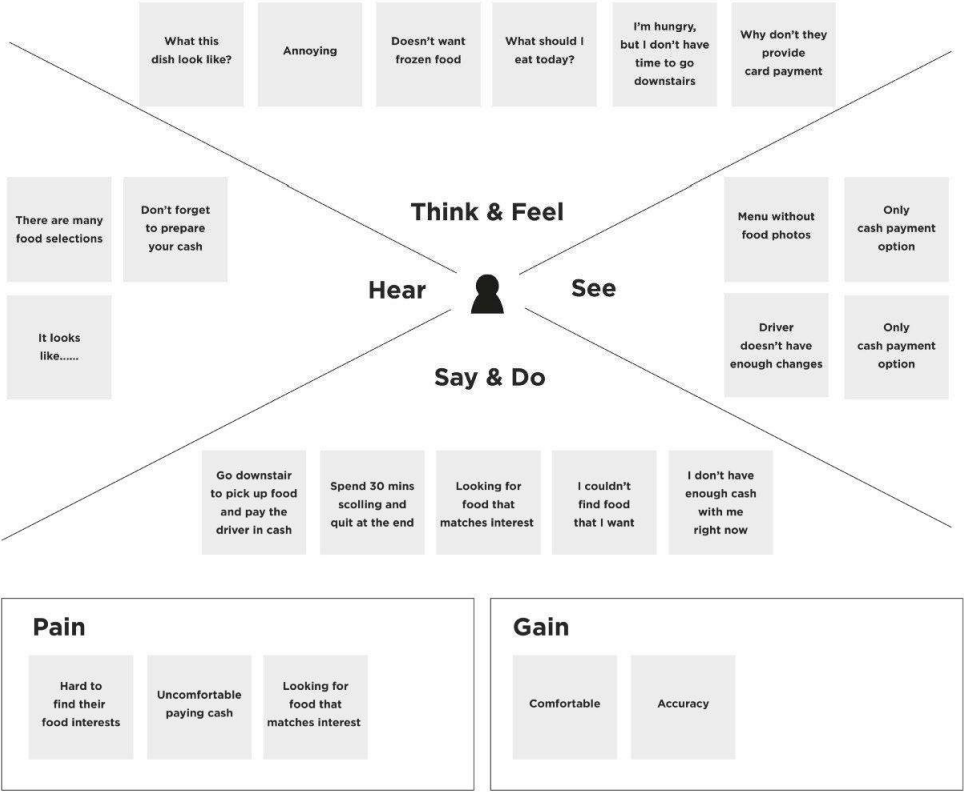 What this
dish look like?
Annoying
Doesn't want
frozen food
What should I
eat today?
I'm hungry,
but I don't have
time to go
downstairs
Why don't they
provide
card payment
Think & Feel
There are many
food selections
Don't forget
to prepare
your cash
It looks
like......
Hear
See
Menu without
food photos
Only
cash payment
option
Driver
doesn't have
enough changes
Only
cash payment
option
Say & Do
Go downstair
to pick up food
and pay the
driver in cash
Spend 30 mins
scolling and
quit at the end
Looking for
food that
matches interest
I couldn't
find food
that I want
I don't have
enough cash
with me
right now
Pain
Hard to
find their
food interests
Uncomfortable
paying cash
Looking for
food that
matches interest
Gain
Comfortable
Accuracy